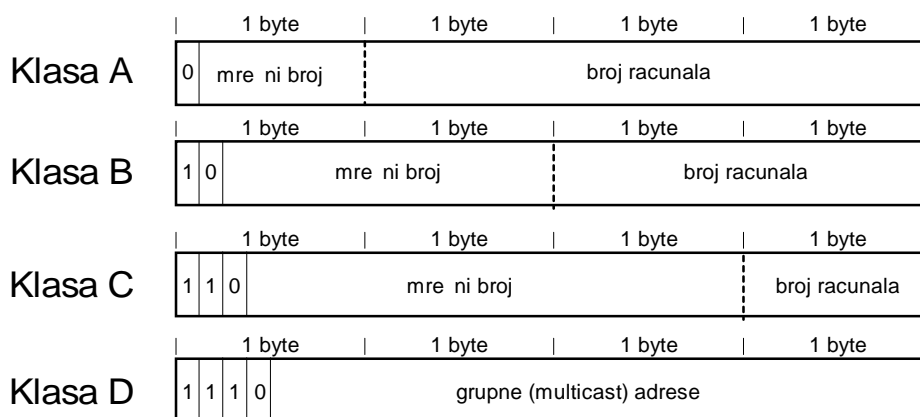 1 byte 1 byte 1 byte 1 byte
Klasa A 0 mre ni broj broj racunala
1 byte 1 byte 1 byte 1 byte
Klasa B 1 0 mre ni broj broj racunala
1 byte 1 byte 1 byte 1 byte
Klasa C 1 1 0 mre ni broj broj racunala
1 byte 1 byte 1 byte 1 byte
Klasa D 1 1 1 0 grupne (multicast) adrese